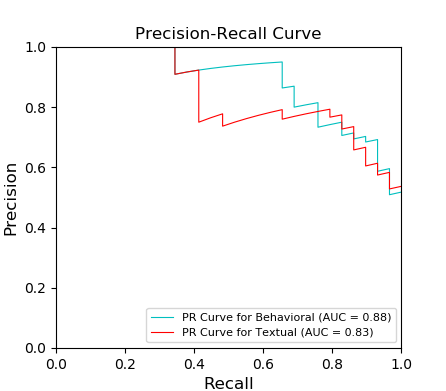 Precision-Recall Curve
1.0
0.8
0.6
0.4
0.2
0.0
Precision
PR Curve for Behavioral (AUC = 0.88)
PR Curve for Textual (AUC = 0.83)
0.0 0.2 0.4 0.6 0.8 1.0
Recall